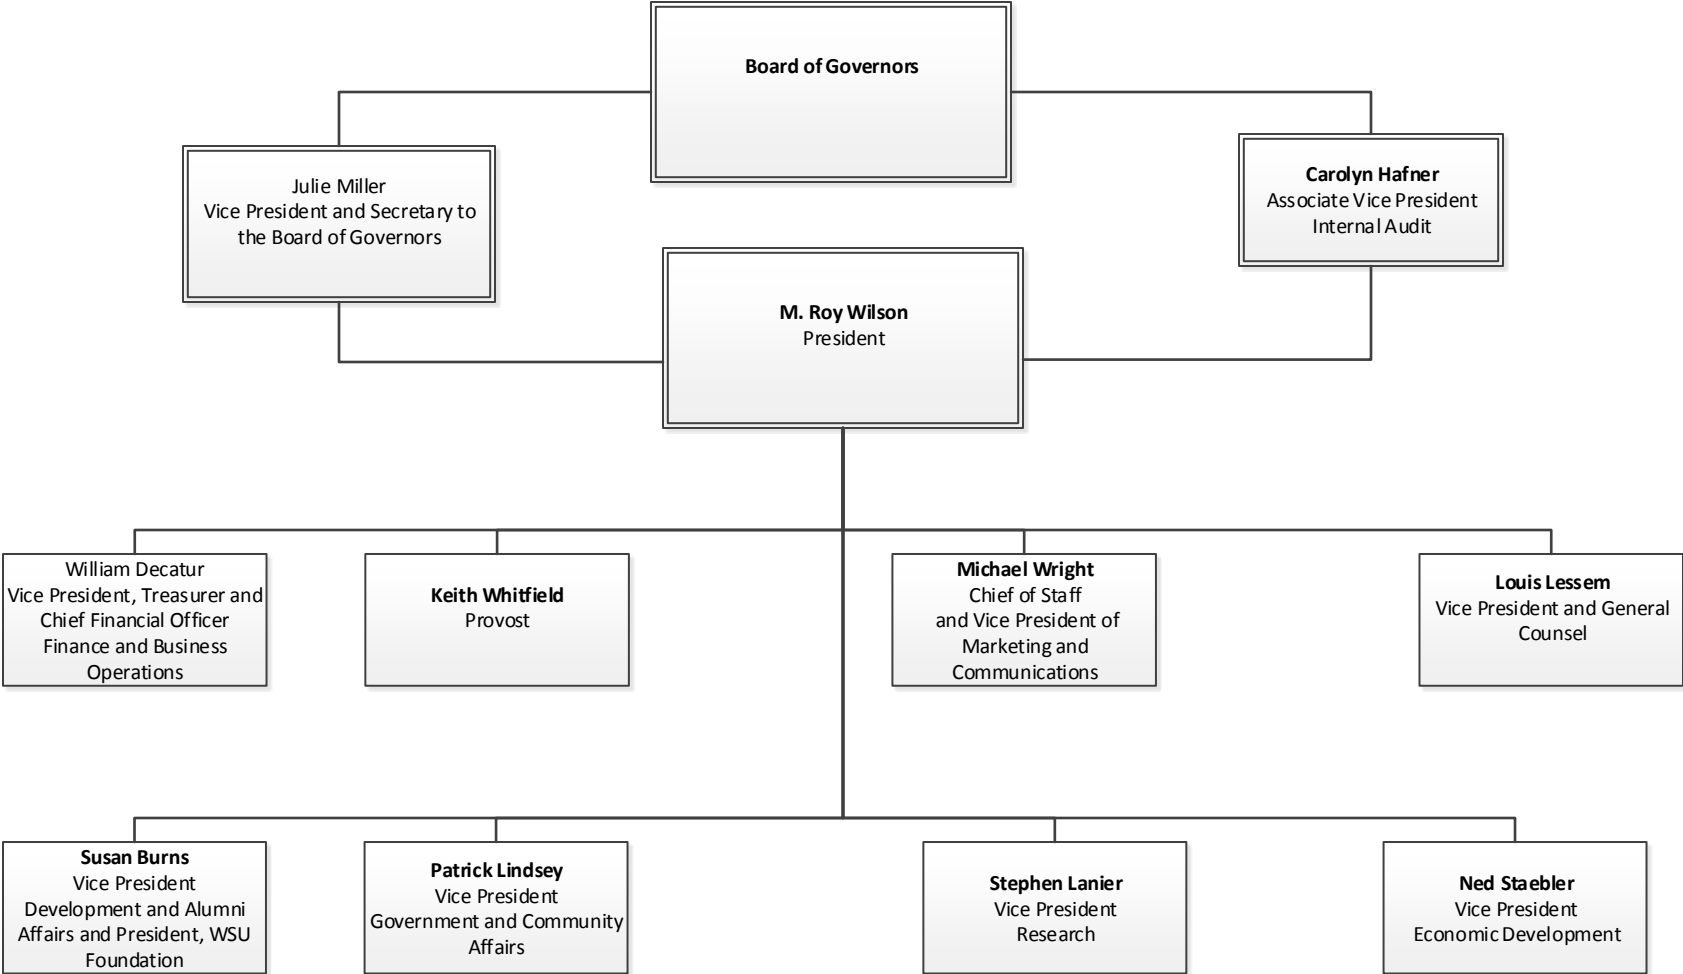 Board of Governors
Julie Miller
Vice President and Secretary to
the Board of Governors
Carolyn Hafner
Associate Vice President
Internal Audit
M. Roy Wilson
President
William Decatur
Vice President, Treasurer and
Chief Financial Officer
Finance and Business
Operations
Keith Whitfield
Provost
Michael Wright
Chief of Staff
and Vice President of
Marketing and
Communications
Louis Lessem
Vice President and General
Counsel
Susan Burns
Vice President
Development and Alumni
Affairs and President, WSU
Foundation
Patrick Lindsey
Vice President
Government and Community
Affairs
Stephen Lanier
Vice President
Research
Ned Staebler
Vice President
Economic Development